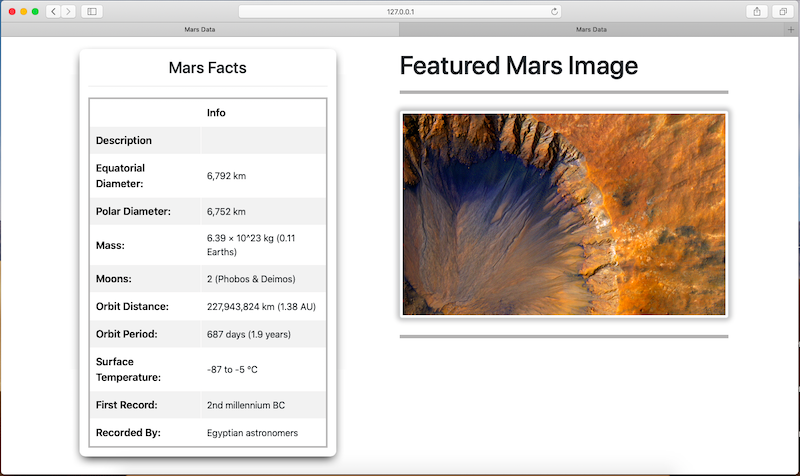 127.0.0.1
Mars Data
Mars Data
Mars Facts
Info
Description
Equatorial
Diameter:
6,792 km
Polar Diameter:
6,752 km
Mass:
6.39 × 10^23 kg (0.11
Earths)
Moons:
2 (Phobos & Deimos)
Orbit Distance:
227,943,824 km (1.38 AU)
Orbit Period:
687 days (1.9 years)
Surface
Temperature:
-87 to -5 °C
First Record:
2nd millennium BC
Recorded By:
Egyptian astronomers
Featured Mars Image